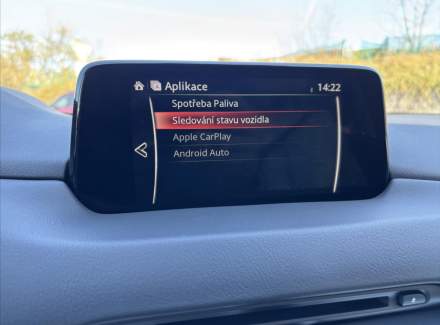 Aplikace
14:22
Spotřeba Paliva
Sledování stavu vozidla
Apple CarPlay
Android Auto